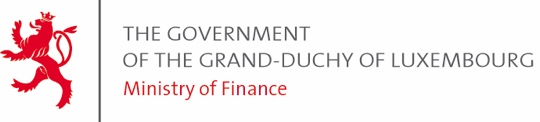 THE GOVERNMENT
OF THE GRAND-DUCHY OF LUXEMBOURG
Ministry of Finance